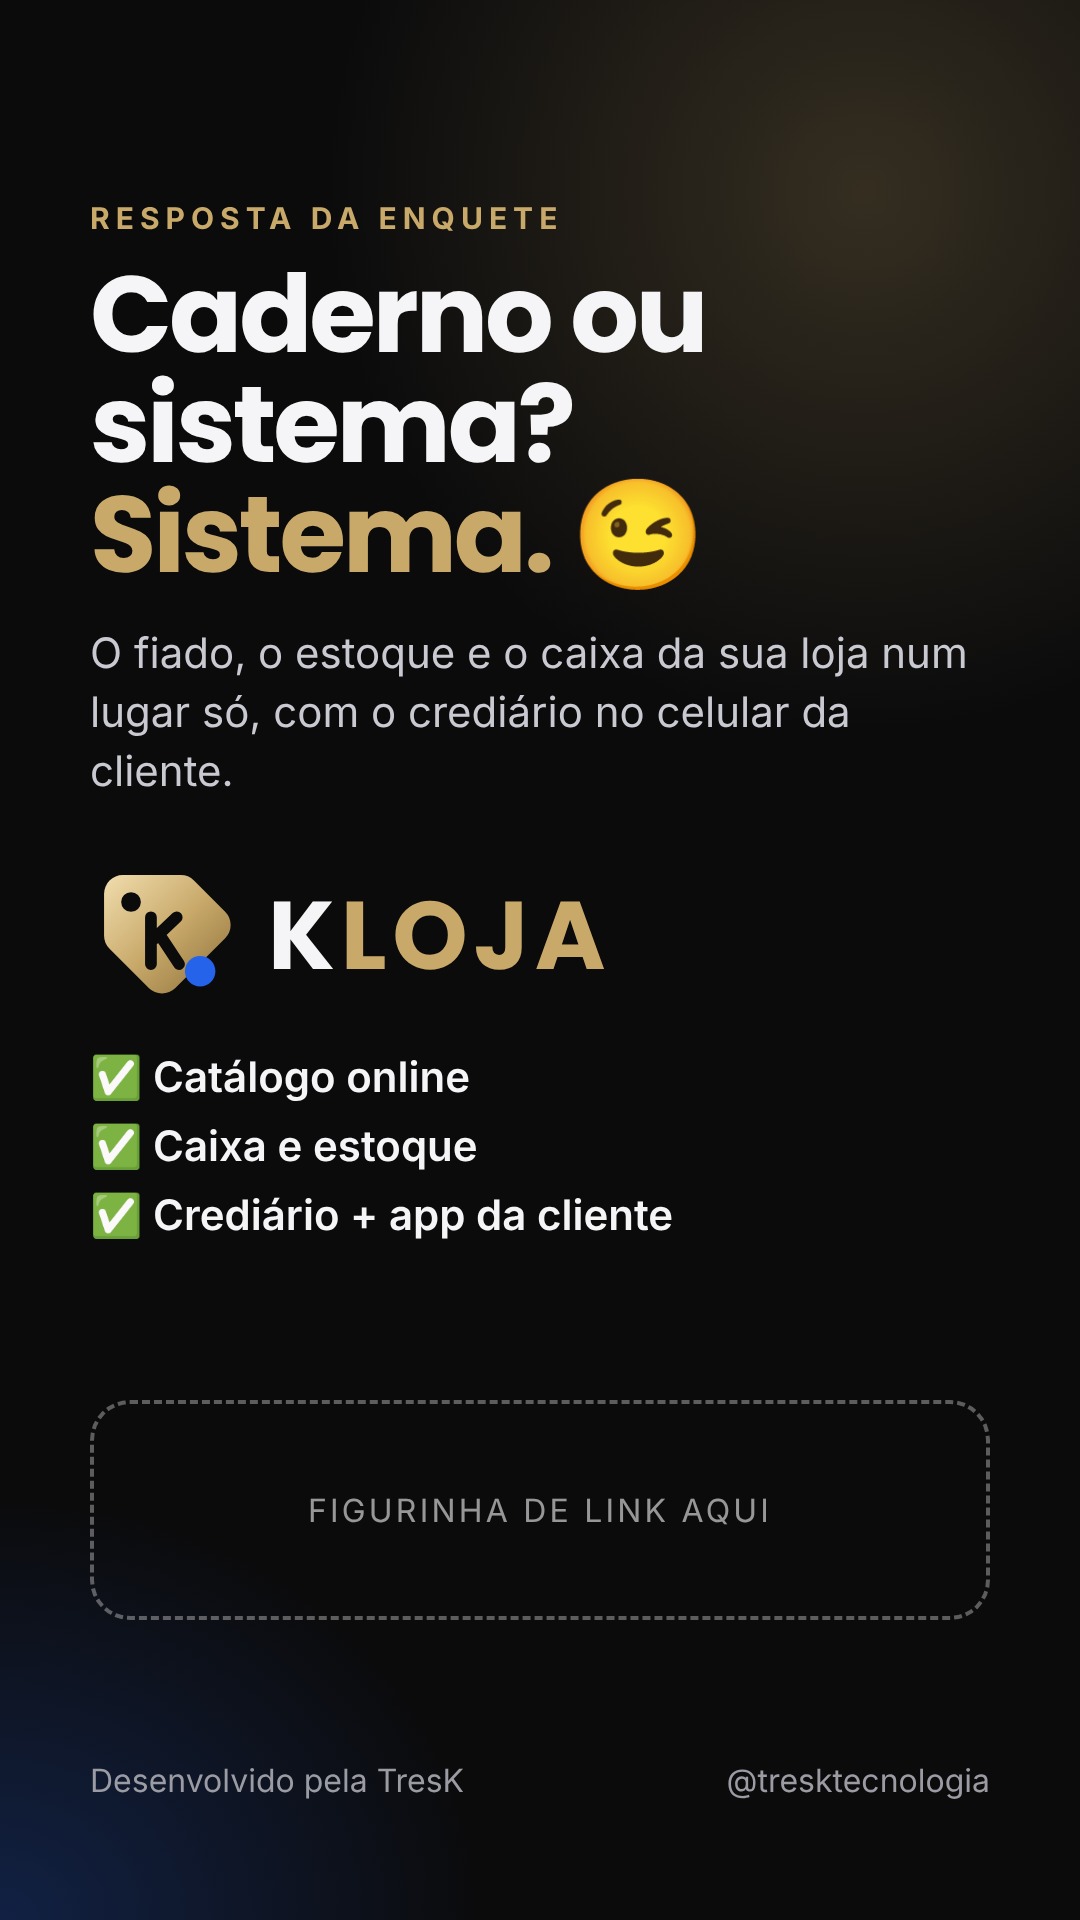 RESPOSTA DA ENQUETE
Caderno ou
sistema?
Sistema. 😉
O fiado, o estoque e o caixa da sua loja num
lugar só, com o crediário no celular da
cliente.
K
KLOJA
✅ Catálogo online
✅ Caixa e estoque
✅ Crediário + app da cliente
FIGURINHA DE LINK AQUI
Desenvolvido pela TresK
@tresktecnologia